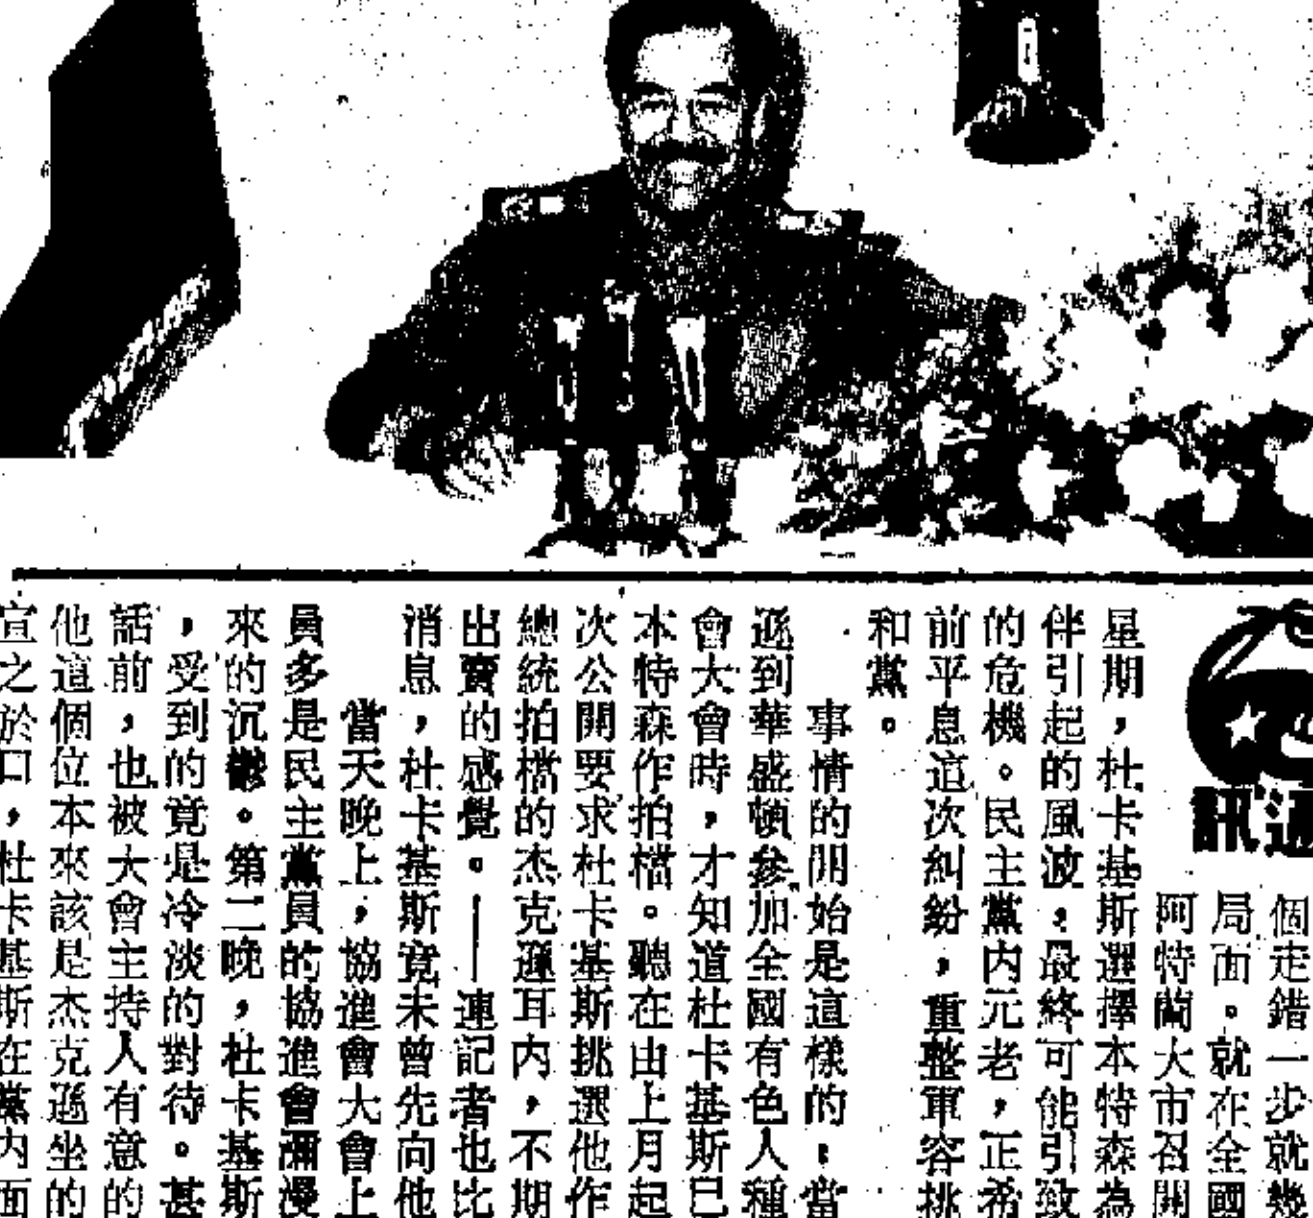 通訊
個走錯一步就幾
局面。就在全國
阿特蘭大市召開
星期，杜卡基斯選擇本特森為
伴引起的風波，最終可能引致
的危機。民主黨內元老，正希
前平息這次糾紛，重整軍容挑
和黨。
事情的開始是這樣的：當
遜到華盛頓參加全國有色人種
會大會時，才知道杜卡基斯已
本特森作拍檔。聽在由上月起
次公開要求杜卡基斯挑選他作
總統拍檔的杰克遜耳內，不期
出賣的感覺。——連記者也比
消息，杜卡基斯竟未曾先向他
當天晚上，協進會大會上
員多是民主黨員的協進會瀰漫
來的沉鬱。第二晚，杜卡基斯
，受到的竟是冷淡的對待。甚
話前，也被大會主持人有意的
他這個位本來該是杰克遜坐的
宣之於口，杜卡基斯在黨內面